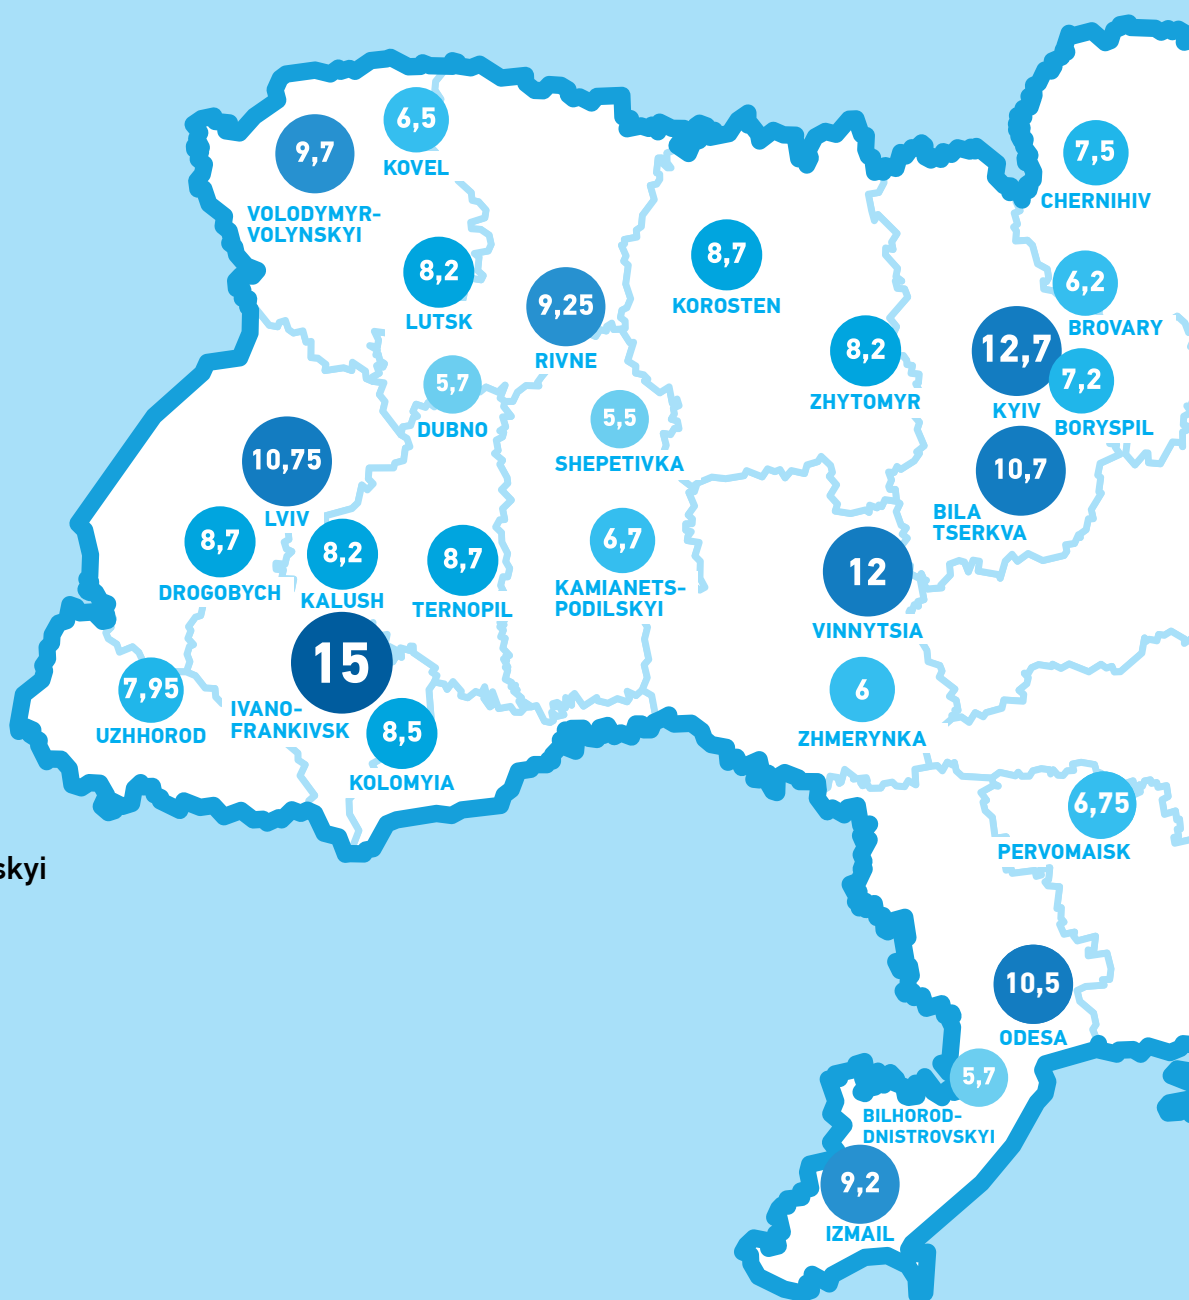 6,5
KOVEL
9,7
VOLODYMYR-
VOLYNSKYI
7,5
CHERNIHIV
8,2
LUTSK
9,25
RIVNE
8,7
KOROSTEN
6,2
BROVARY
8,2
ZHYTOMYR
12,7
KYIV
7,2
BORYSPIL
5,7
DUBNO
5,5
SHEPETIVKA
10,75
LVIV
10,7
BILA
TSERKVA
8,7
DROGOBYCH
8,2
KALUSH
8,7
TERNOPIL
6,7
KAMIANETS-
PODILSKYI
12
VINNYTSIA
15
IVANO-
FRANKIVSK
7,95
UZHHOROD
8,5
KOLOMYIA
6
ZHMERYNKA
6,75
PERVOMAISK
skyi
10,5
ODESA
5,7
BILHOROD-
DNISTROVSKYI
9,2
IZMAIL